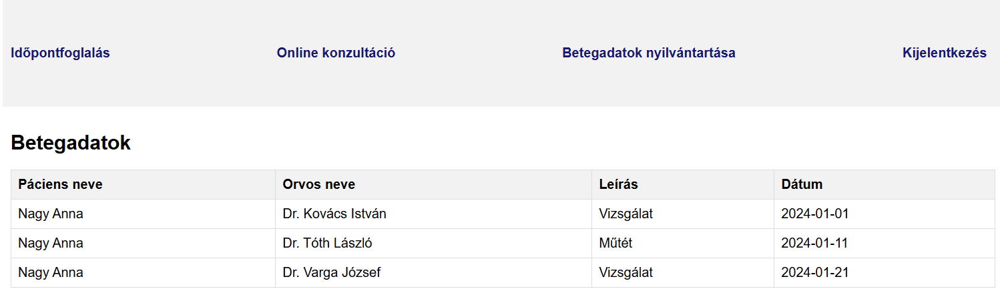 Időpontfoglalás Online konzultáció Betegadatok nyilvántartása Kijelentkezés
Betegadatok
Páciens neve Orvos neve Leírás Dátum
Nagy Anna Dr. Kovács István Vizsgálat 2024-01-01
Nagy Anna Dr. Tóth László Műtét 2024-01-11
Nagy Anna Dr. Varga József Vizsgálat 2024-01-21